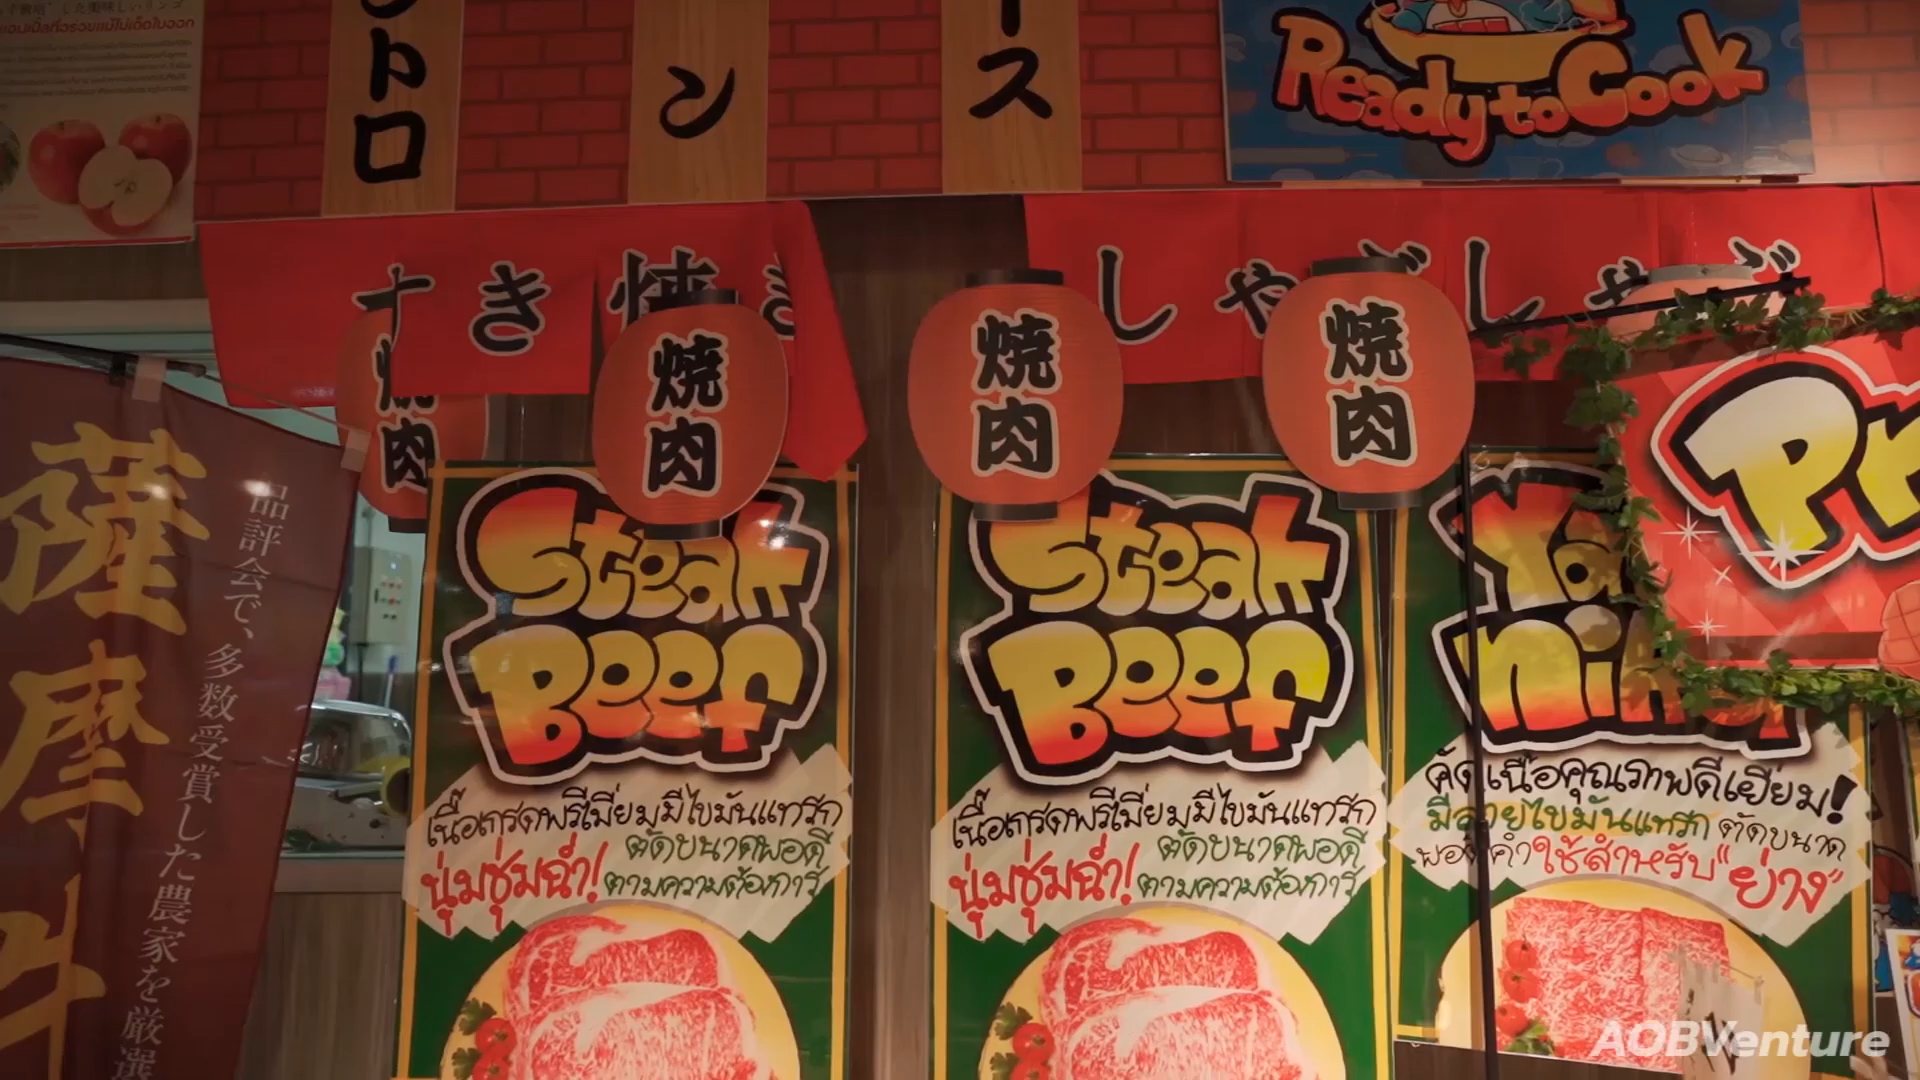 トロ
ン
ース
Ready to Cook
すき焼き
しゃぶしゃぶ
焼肉
焼肉
焼肉
焼肉
薩摩
品評会で、多数受賞した農家を厳選
Steak
Beef
เนื้อเกรดพรีเมี่ยมมีไขมันแทรก
นุ่มชุ่มฉ่ำ! ตัดขนาดพอดี
ตามความต้องการ
Steak
Beef
เนื้อเกรดพรีเมี่ยมมีไขมันแทรก
นุ่มชุ่มฉ่ำ! ตัดขนาดพอดี
ตามความต้องการ
คัดเนื้อคุณภาพดีเยี่ยม!
มีลายไขมันแทรก ตัดขนาด
พอดีคำใช้สำหรับ"ย่าง"
AOBVenture